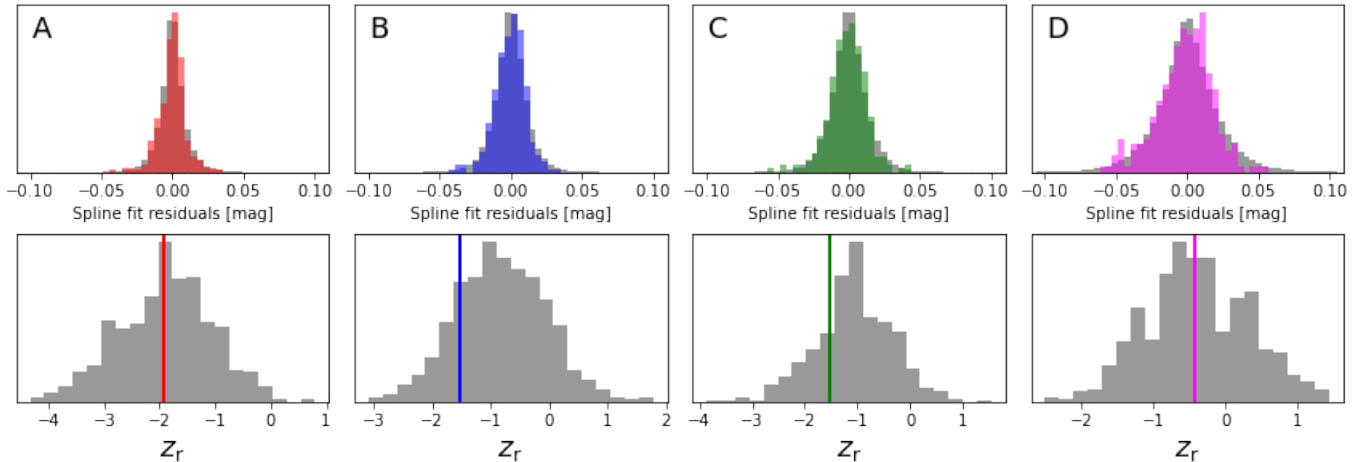 A B C D
−0.10 −0.05 0.00 0.05 0.10 −0.10 −0.05 0.00 0.05 0.10 −0.10 −0.05 0.00 0.05 0.10 −0.10 −0.05 0.00 0.05 0.10
Spline fit residuals [mag] Spline fit residuals [mag] Spline fit residuals [mag] Spline fit residuals [mag]
−4 −3 −2 −1 0 1 −3 −2 −1 0 1 2 −4 −3 −2 −1 0 1 −2 −1 0 1
zr zr zr zr